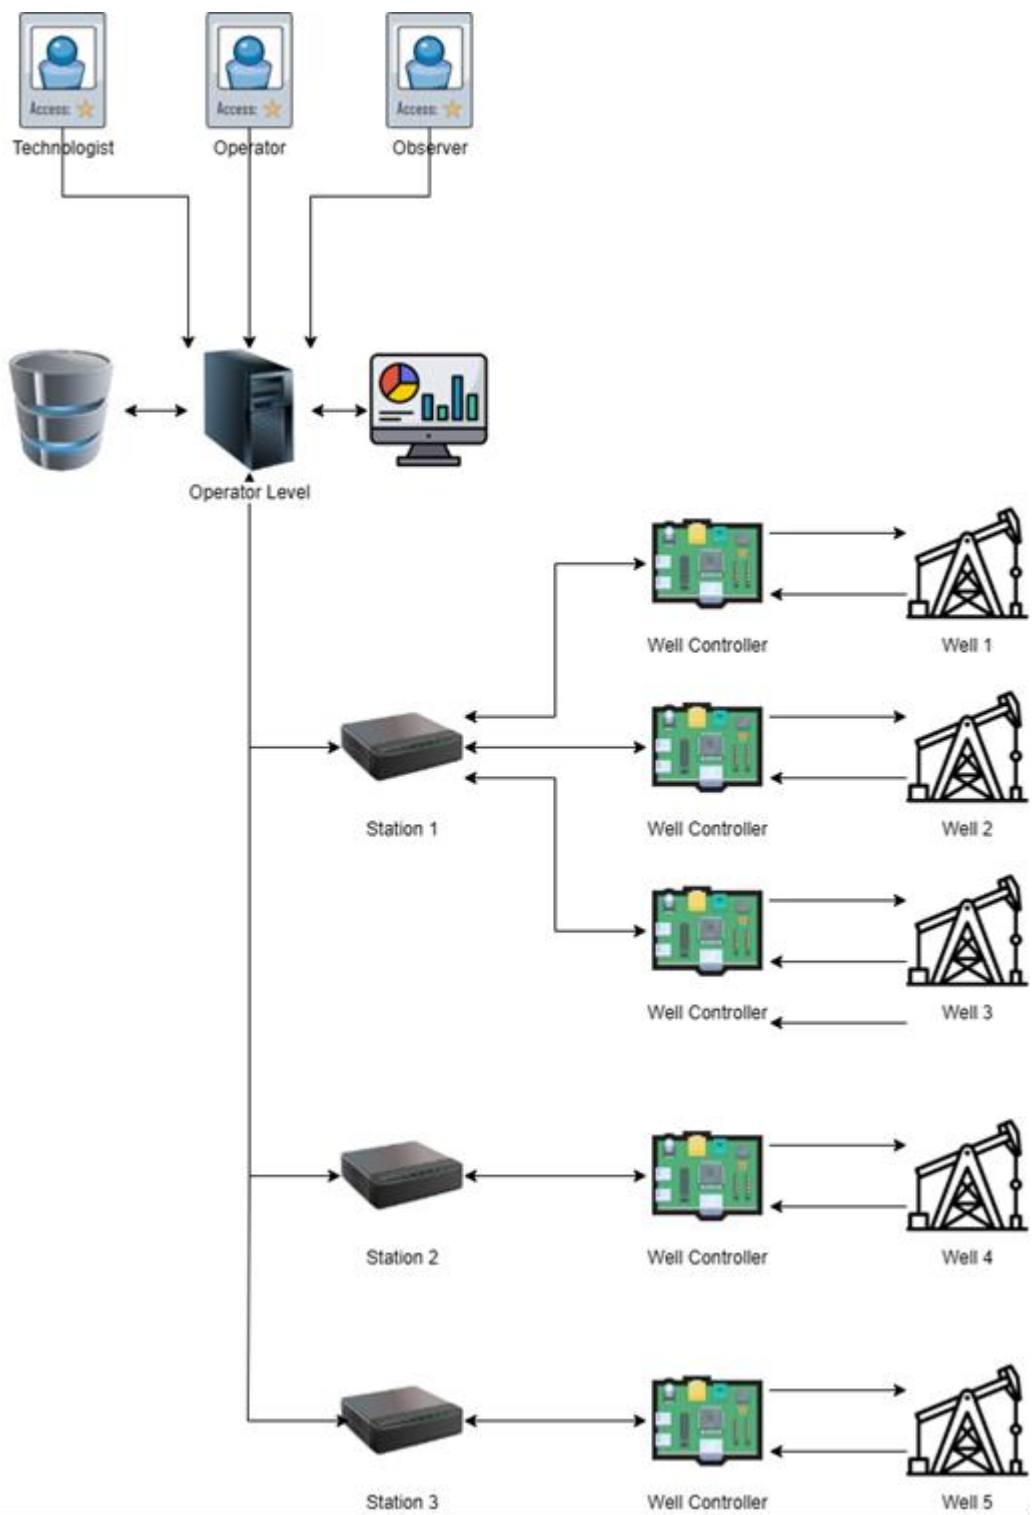 Access:
Access:
Access:
Technologist
Operator
Observer
Operator Level
Well Controller
Well 1
Station 1
Well Controller
Well 2
Well Controller
Well 3
Station 2
Well Controller
Well 4
Station 3
Well Controller
Well 5